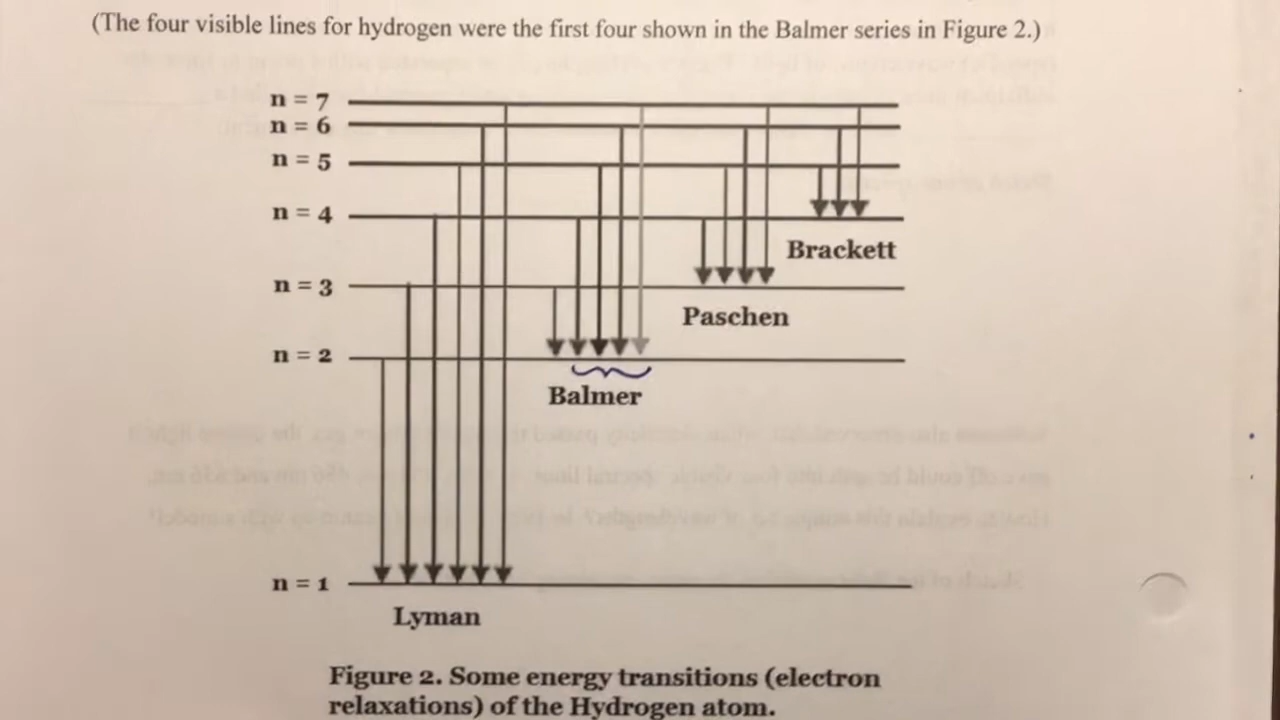 (The four visible lines for hydrogen were the first four shown in the Balmer series in Figure 2.)
n = 7
n = 6
n = 5
n = 4
Brackett
n = 3
Paschen
n = 2
Balmer
n = 1
Lyman
Figure 2. Some energy transitions (electron
relaxations) of the Hydrogen atom.